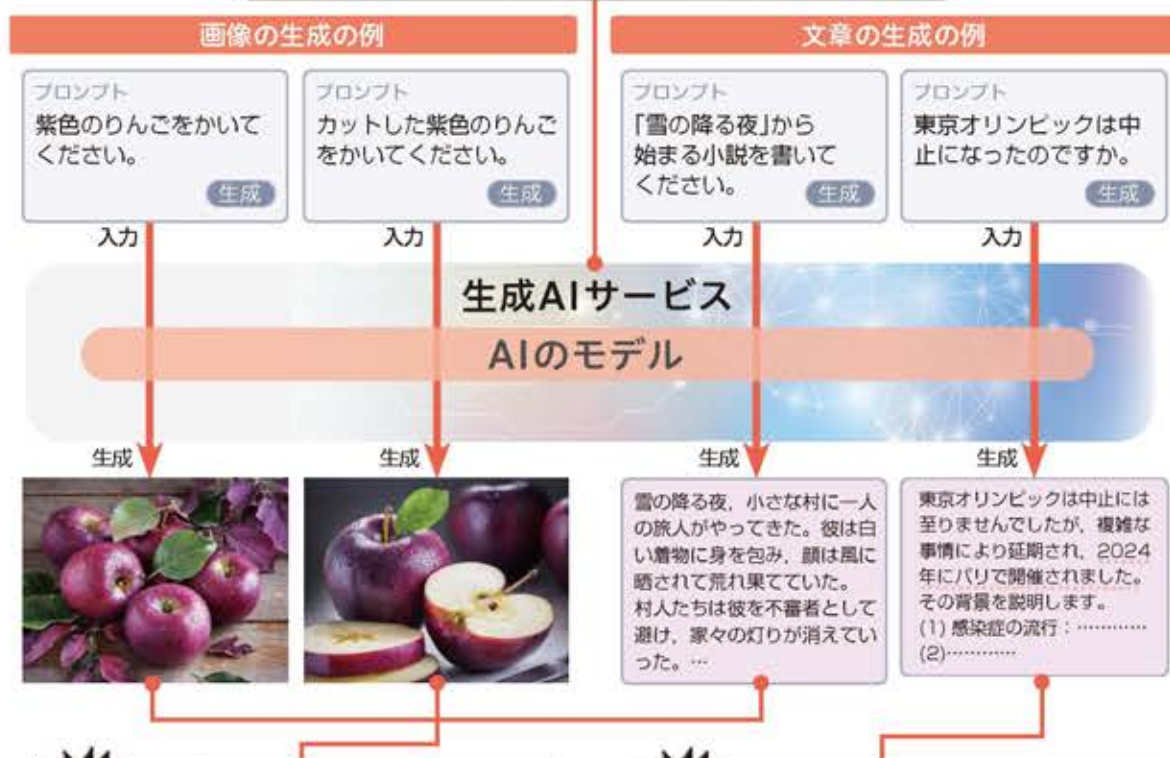 画像の生成の例
文章の生成の例
プロンプト
紫色のりんごをかいて
ください。
生成
プロンプト
カットした紫色のりんご
をかいてください。
生成
プロンプト
「雪の降る夜」から
始まる小説を書いて
ください。
生成
プロンプト
東京オリンピックは中
止になったのですか。
生成
入力
入力
入力
入力
生成AIサービス
AIのモデル
生成
生成
生成
生成
雪の降る夜，小さな村に一人
の旅人がやってきた。彼は白
い着物に身を包み，顔は風に
晒されて荒れ果てていた。
村人たちは彼を不審者として
避け，家々の灯りが消えてい
った。…
東京オリンピックは中止には
至りませんでしたが，複雑な
事情により延期され，2024
年にパリで開催されました。
その背景を説明します。
(1) 感染症の流行：…………
(2)…………